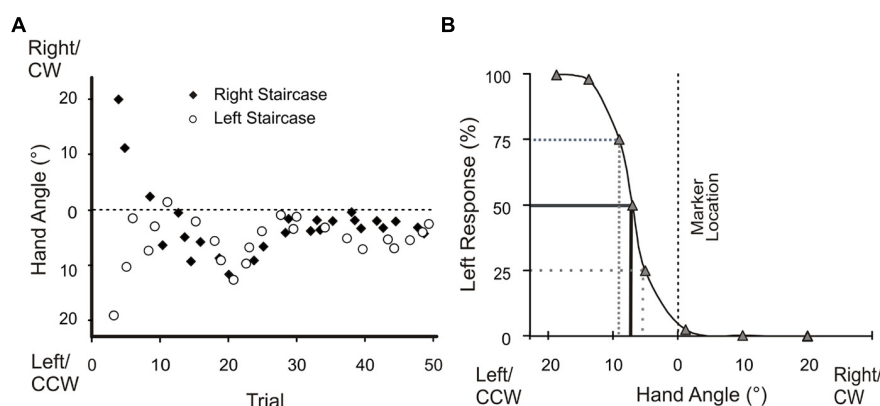 A
Right/
CW
20
10
0
10
20
Hand Angle (°)
Left/
CCW
Right Staircase
Left Staircase
0 10 20 30 40 50
Trial
B
100
75
50
25
0
Left Response (%)
Marker
Location
20 10 0 10 20
Left/
CCW
Hand Angle (°)
Right/
CW